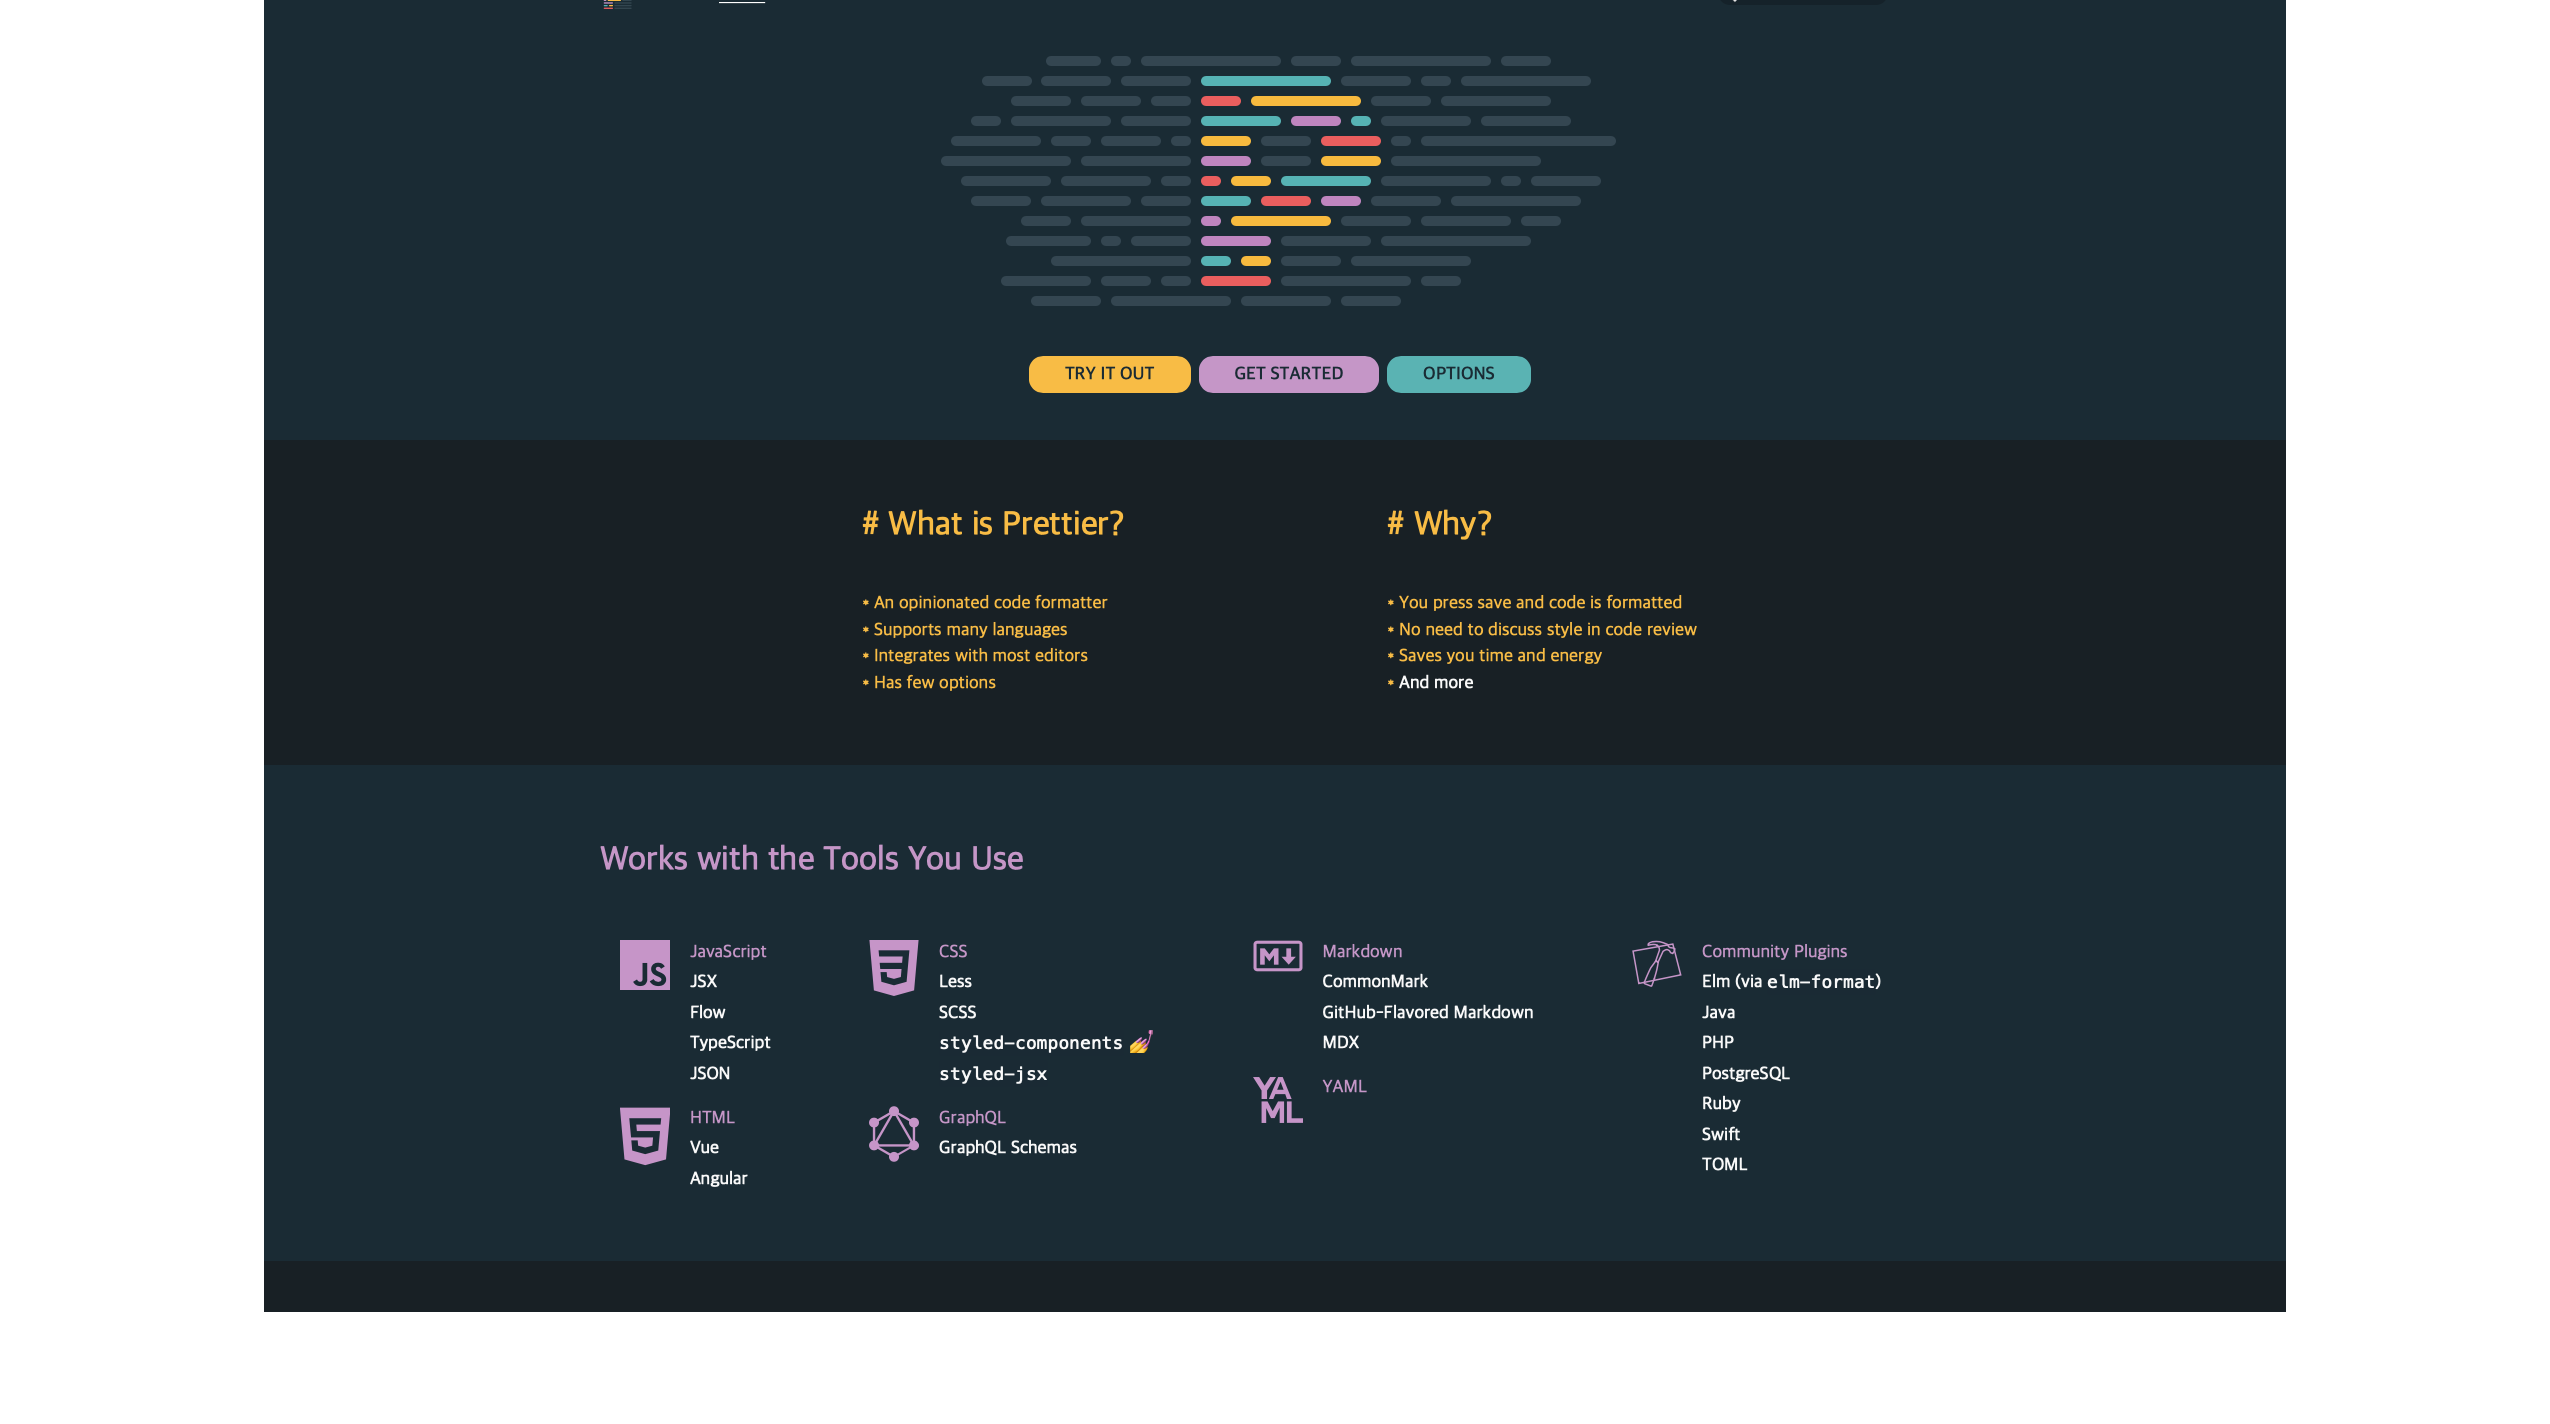 TRY IT OUT
GET STARTED
OPTIONS
# What is Prettier?
* An opinionated code formatter
* Supports many languages
* Integrates with most editors
* Has few options
# Why?
* You press save and code is formatted
* No need to discuss style in code review
* Saves you time and energy
* And more
Works with the Tools You Use
JS
JavaScript
JSX
Flow
TypeScript
JSON
HTML
Vue
Angular
CSS
Less
SCSS
styled-components 💅
styled-jsx
GraphQL
GraphQL Schemas
M
Markdown
CommonMark
GitHub-Flavored Markdown
MDX
YA
ML
YAML
Community Plugins
Elm (via elm-format)
Java
PHP
PostgreSQL
Ruby
Swift
TOML